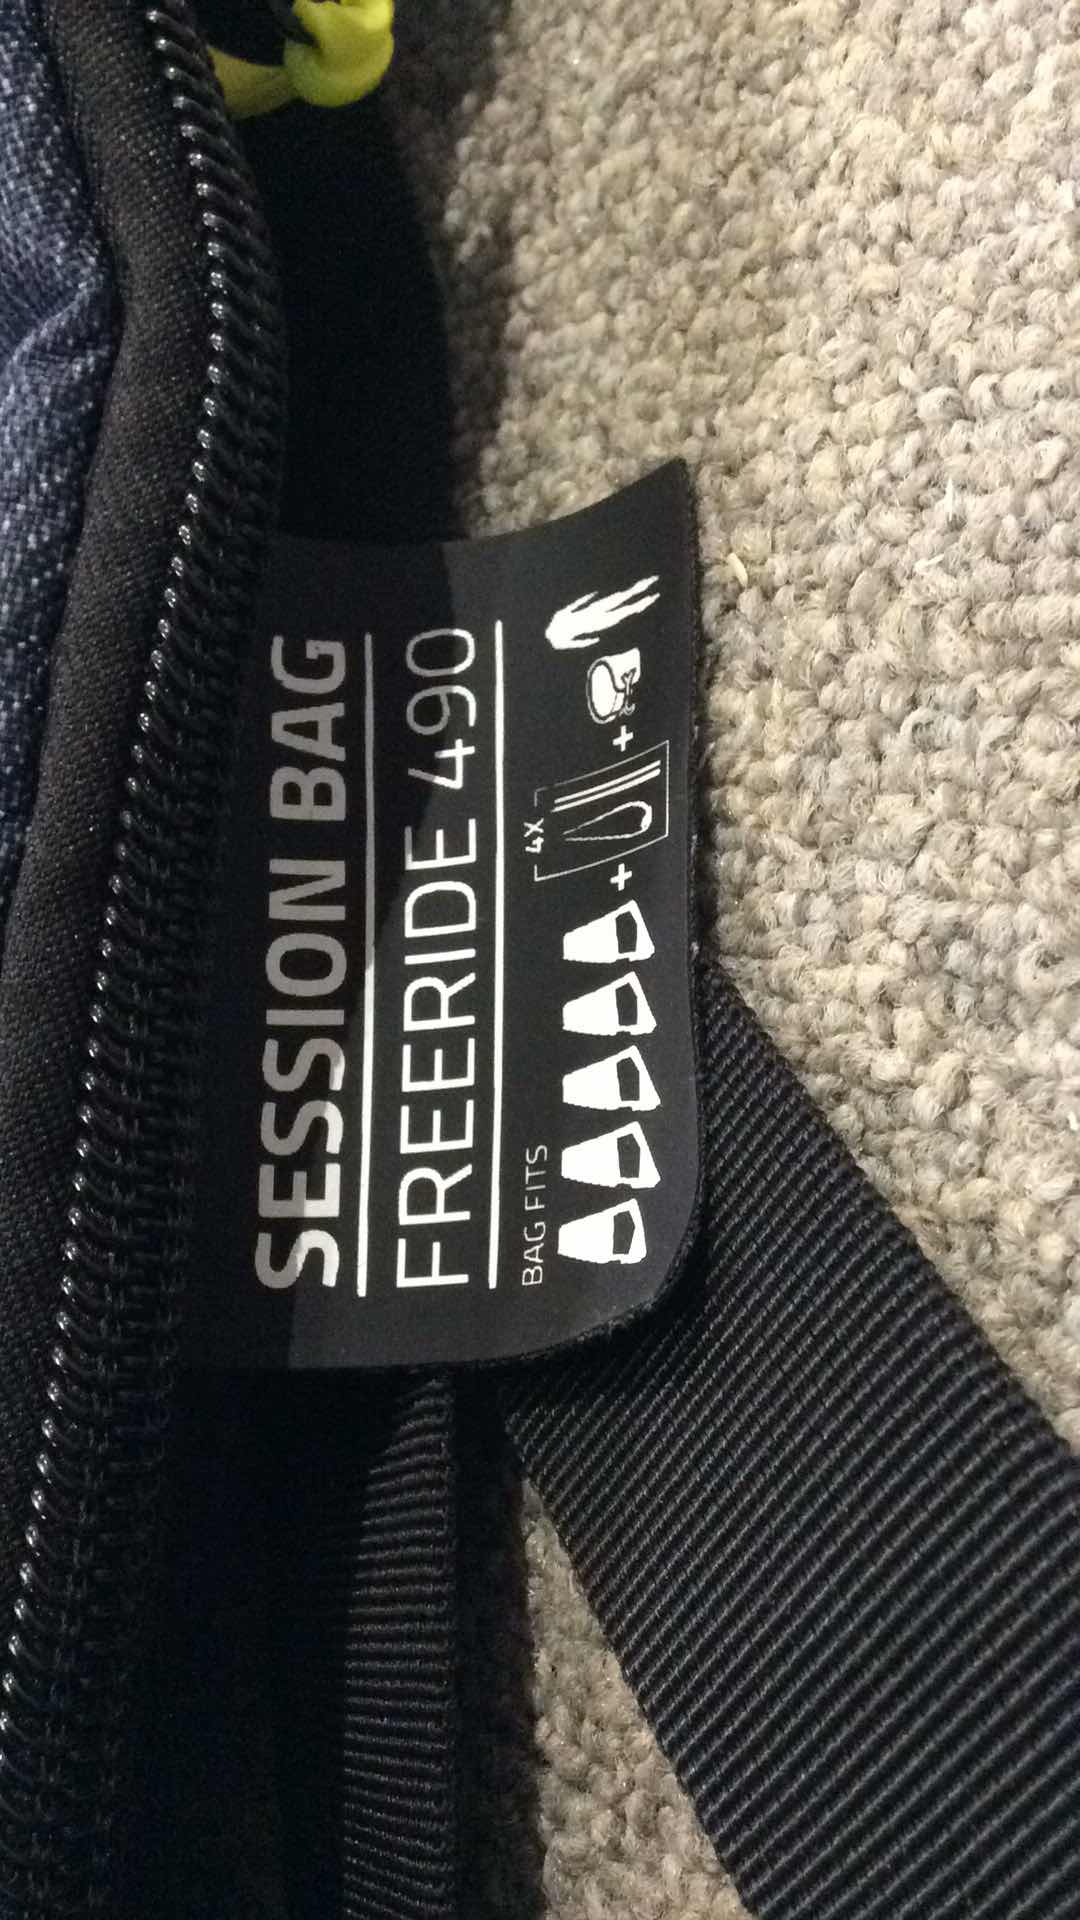 SESSION BAG
FREERIDE 490
BAG FITS
4X
+ +